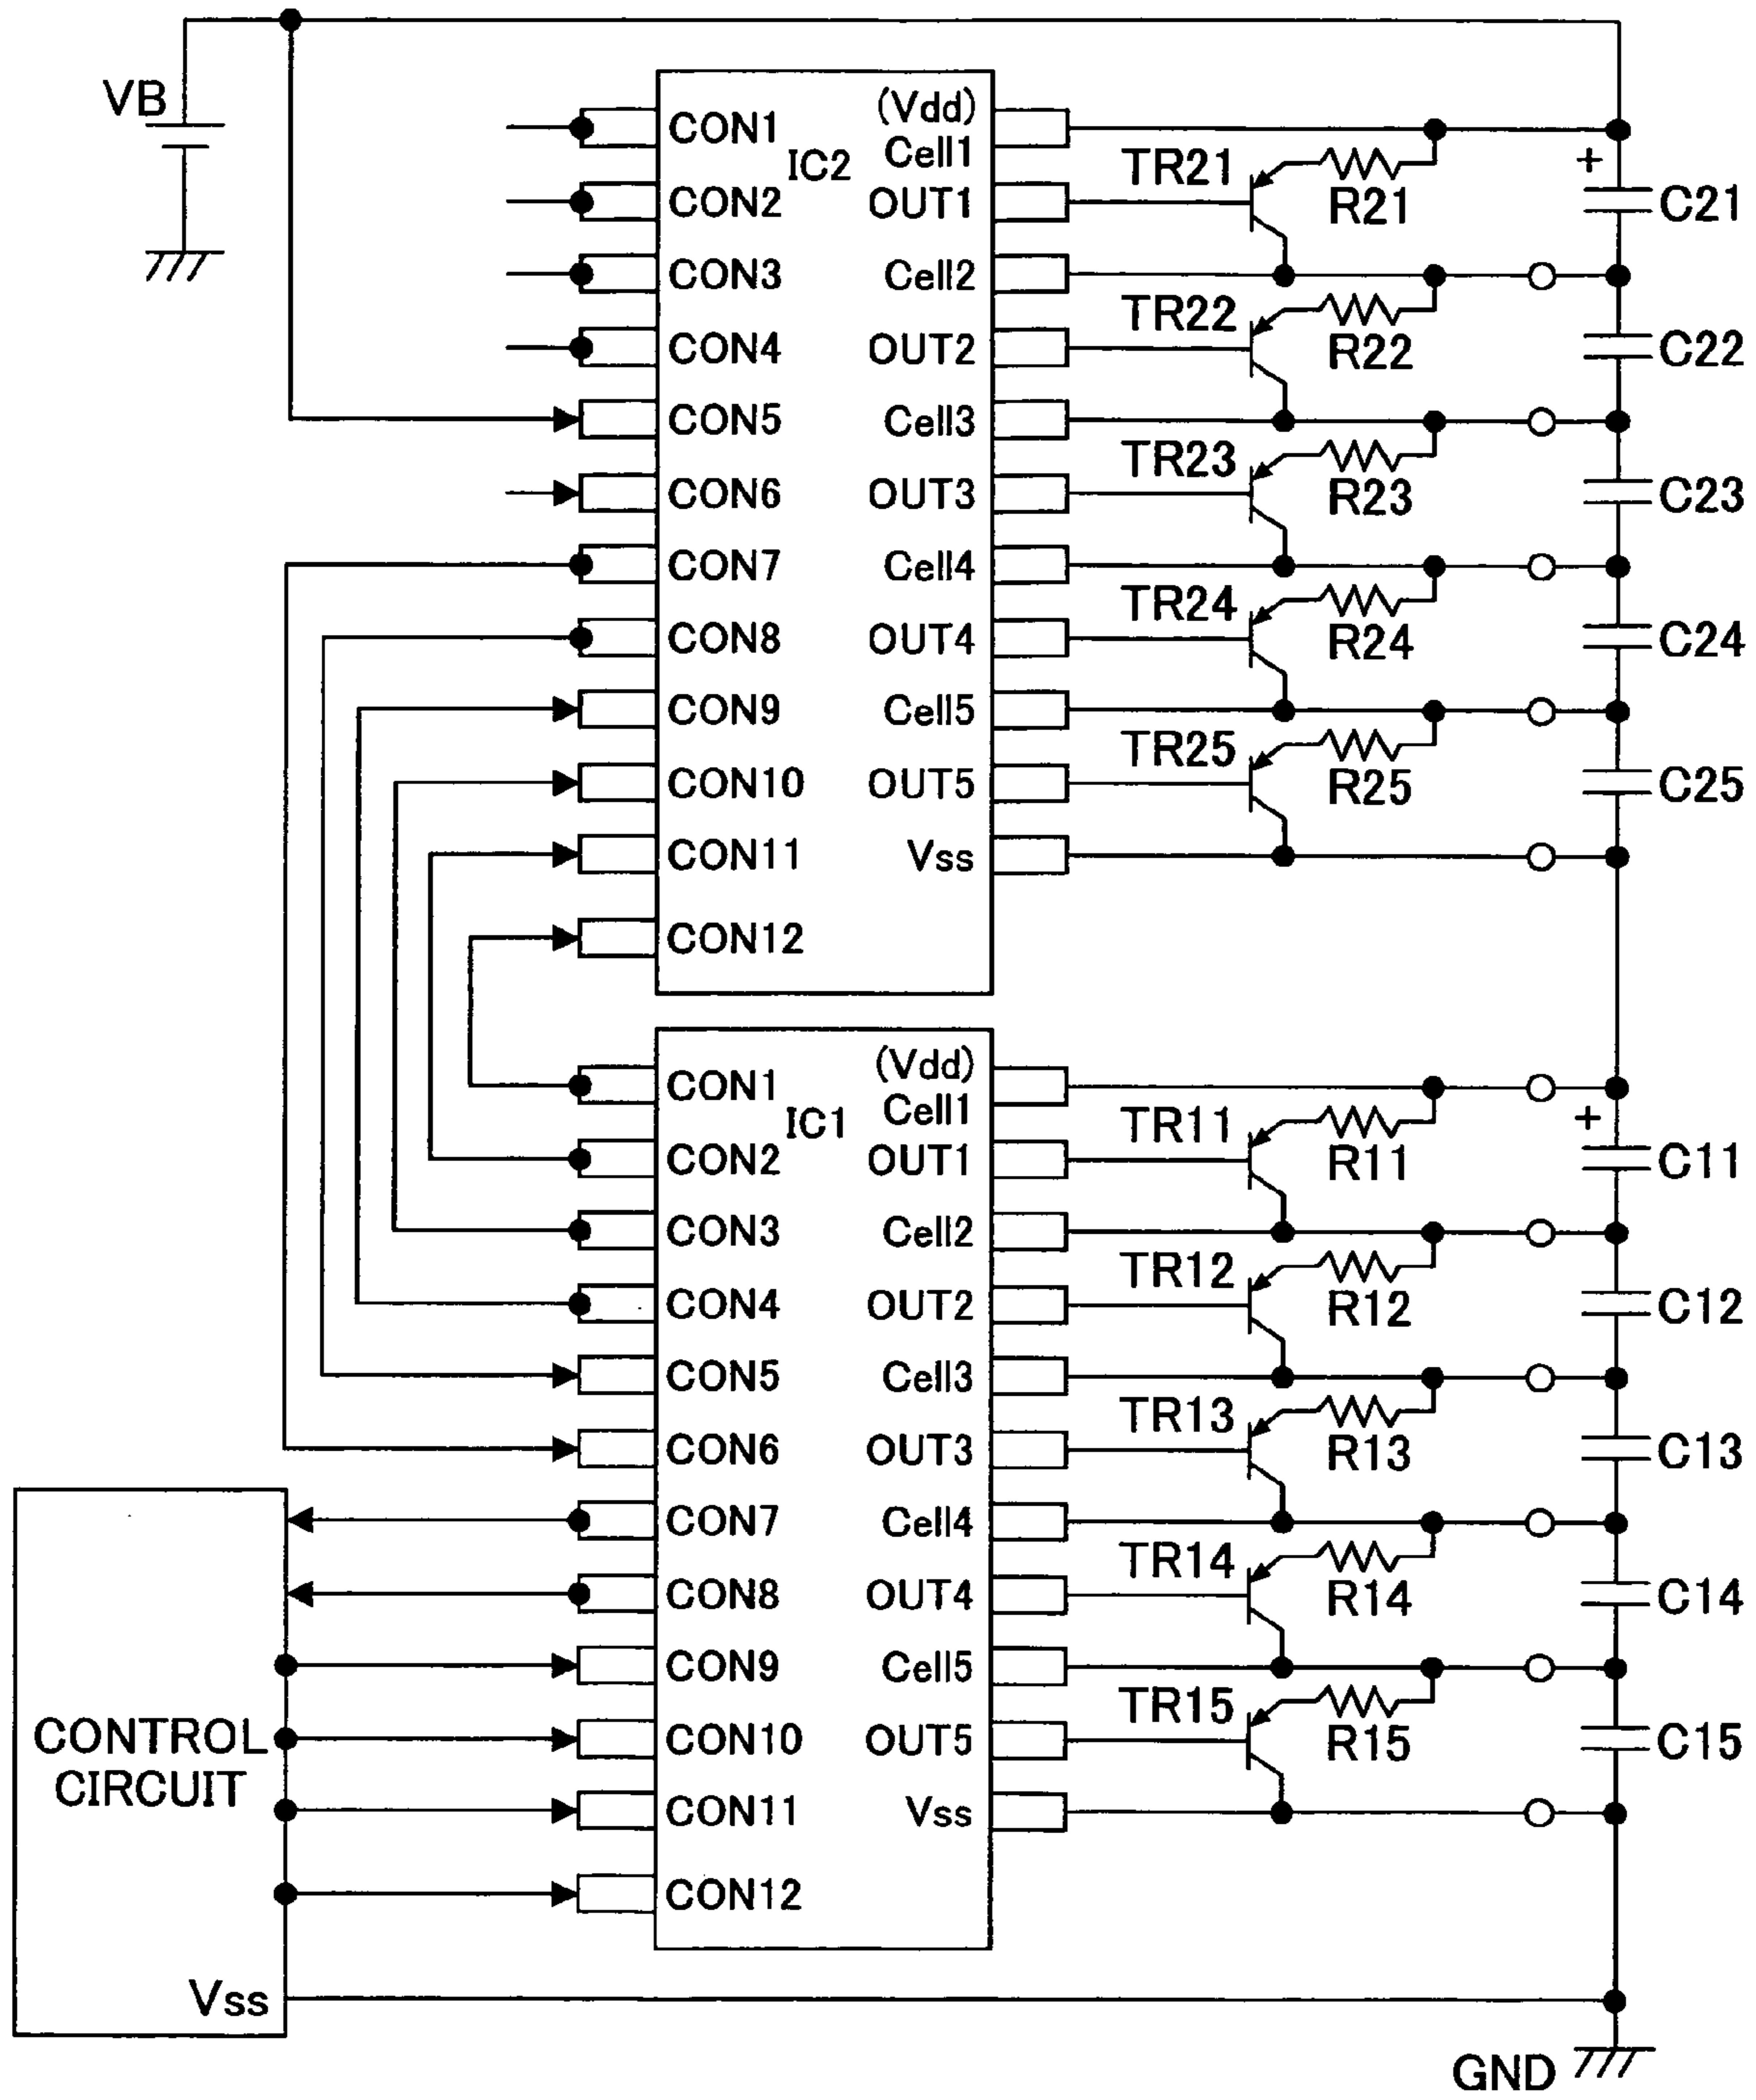 VB
CON1
IC2
(Vdd)
Cell1
CON2
OUT1
CON3
Cell2
CON4
OUT2
CON5
Cell3
CON6
OUT3
CON7
Cell4
CON8
OUT4
CON9
Cell5
CON10
OUT5
CON11
Vss
CON12
TR21
R21
+
C21
TR22
R22
C22
TR23
R23
C23
TR24
R24
C24
TR25
R25
C25
CON1
IC1
(Vdd)
Cell1
CON2
OUT1
CON3
Cell2
CON4
OUT2
CON5
Cell3
CON6
OUT3
CON7
Cell4
CON8
OUT4
CON9
Cell5
CON10
OUT5
CON11
Vss
CON12
TR11
R11
+
C11
TR12
R12
C12
TR13
R13
C13
TR14
R14
C14
TR15
R15
C15
CONTROL
CIRCUIT
Vss
GND